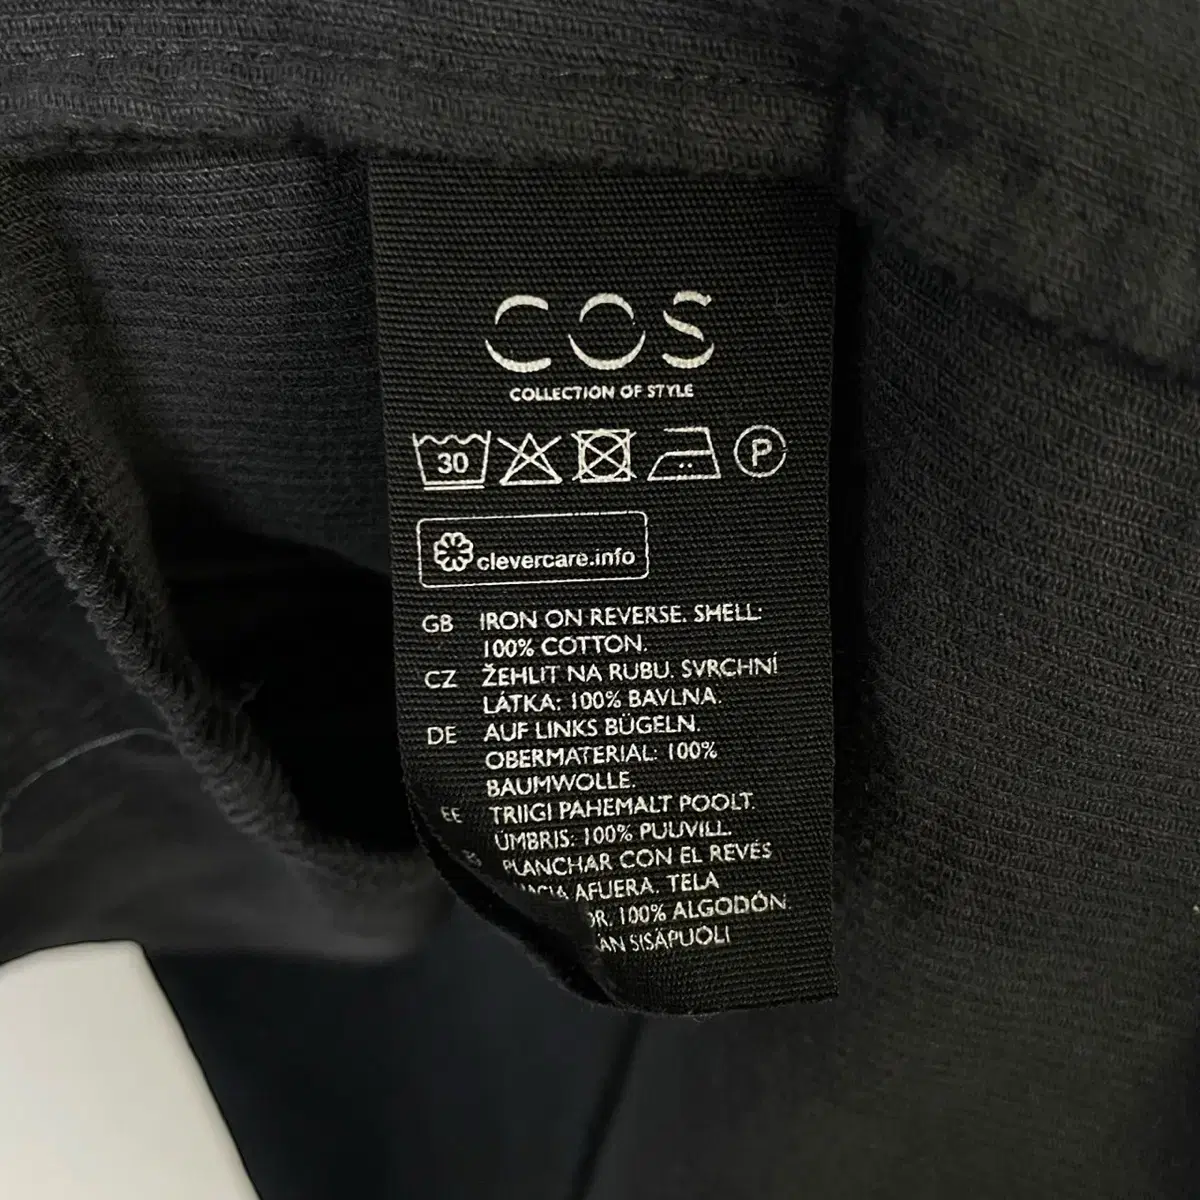 COS
COLLECTION OF STYLE
30 P
clevercare.info
GB IRON ON REVERSE. SHELL:
100% COTTON.
CZ ŽEHLIT NA RUBU. SVRCHNÍ
LÁTKA: 100% BAVLNA.
DE AUF LINKS BÜGELN.
OBERMATERIAL: 100%
BAUMWOLLE.
EE TRIIGI PAHEMALT POOLT.
ÜMBRIS: 100% PUUVILL.
PLANCHAR CON EL REVÉS
AFUERA. TELA
100% ALGODÓN
SISÄPUOLI